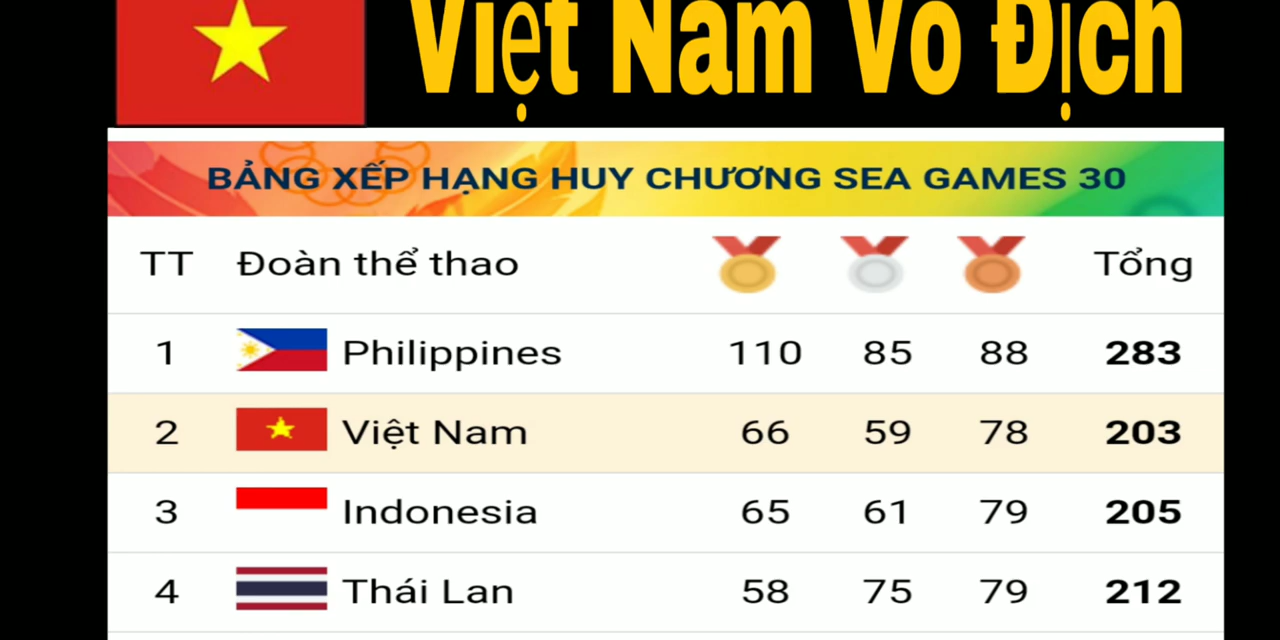 Việt Nam Vô Địch
BẢNG XẾP HẠNG HUY CHƯƠNG SEA GAMES 30
TT Đoàn thể thao Tổng
1 Philippines 110 85 88 283
2 Việt Nam 66 59 78 203
3 Indonesia 65 61 79 205
4 Thái Lan 58 75 79 212